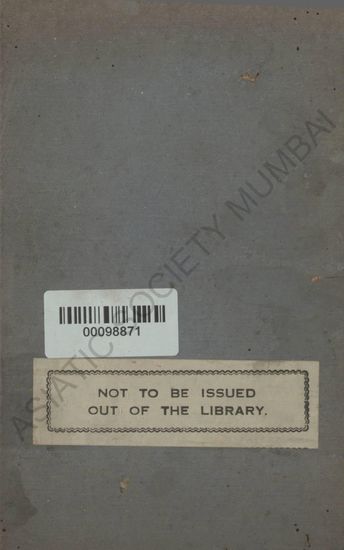 ASIATIC SOCIETY MUMBAI
00098871
NOT TO BE ISSUED
OUT OF THE LIBRARY.